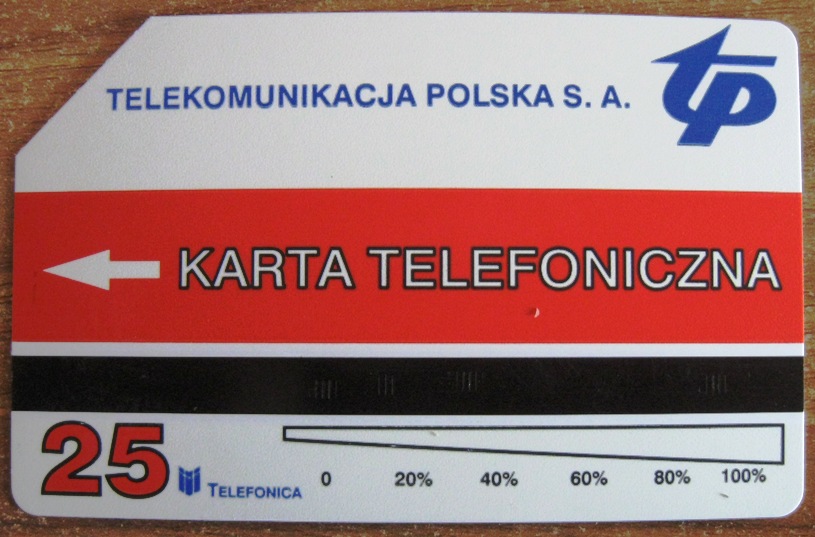 TELEKOMUNIKACJA POLSKA S. A.
tp
KARTA TELEFONICZNA
25
TELEFONICA
0 20% 40% 60% 80% 100%